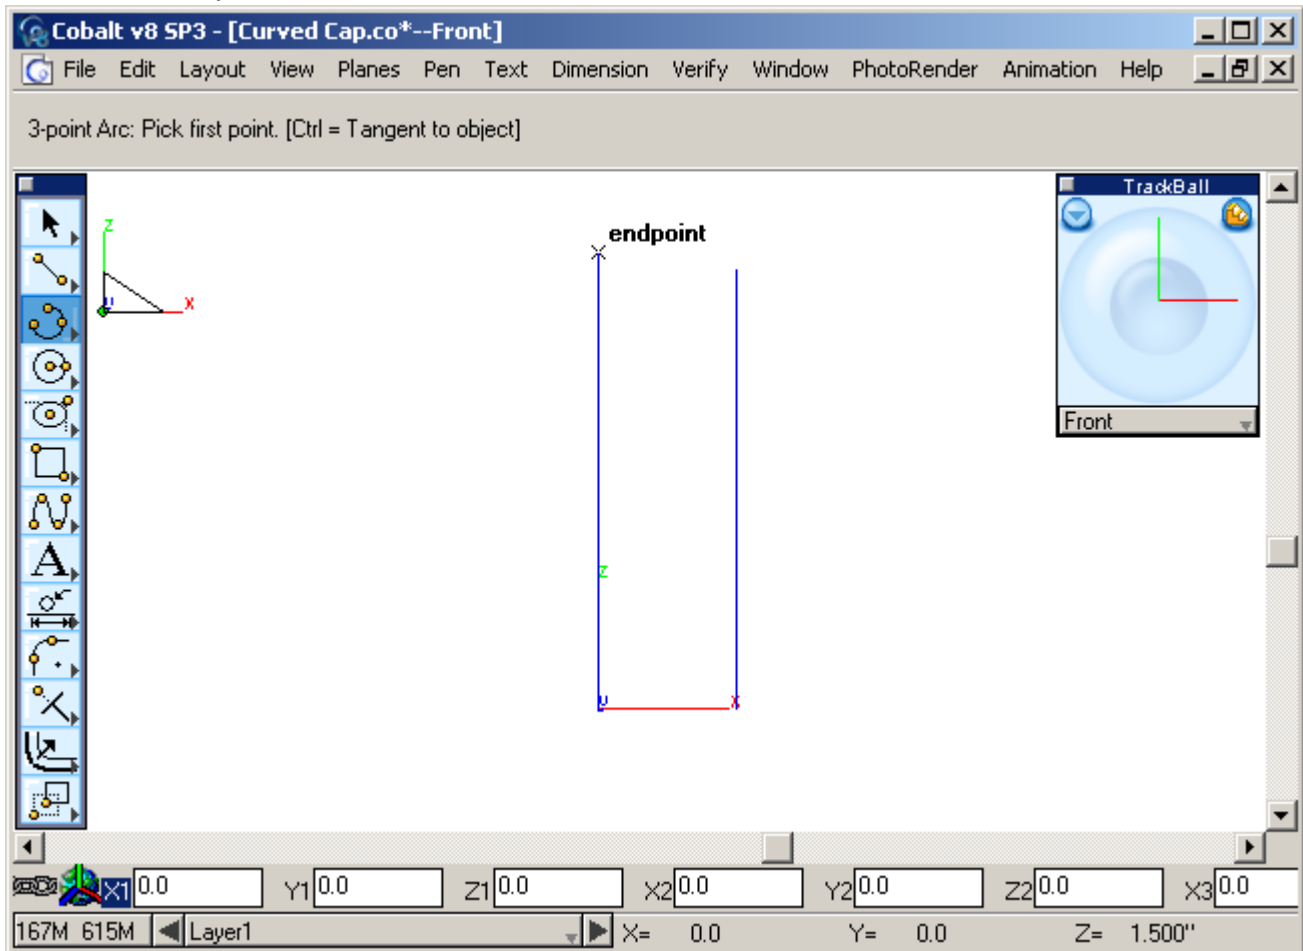 Cobalt v8 SP3 - [Curved Cap.co*--Front]
File Edit Layout View Planes Pen Text Dimension Verify Window PhotoRender Animation Help
3-point Arc: Pick first point. [Ctrl = Tangent to object]
TrackBall
z
endpoint
x
Front
A
z
x
X1 0.0 Y1 0.0 Z1 0.0 X2 0.0 Y2 0.0 Z2 0.0 X3 0.0
167M 615M Layer1 X= 0.0 Y= 0.0 Z= 1.500"